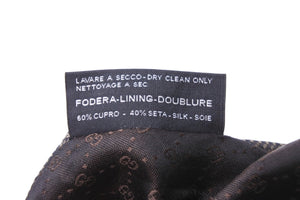 LAVARE A SECCO-DRY CLEAN ONLY
NETTOYAGE A SEC
FODERA-LINING-DOUBLURE
60% CUPRO - 40% SETA-SILK-SOIE